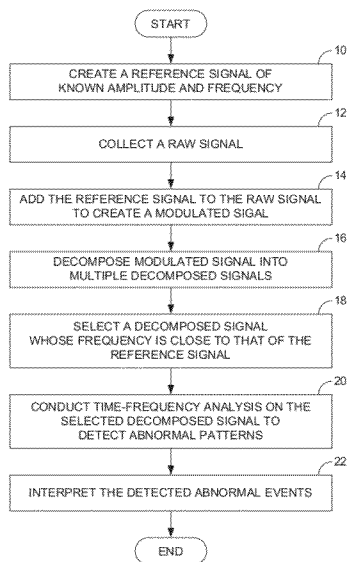 START
10
CREATE A REFERENCE SIGNAL OF
KNOWN AMPLITUDE AND FREQUENCY
12
COLLECT A RAW SIGNAL
14
ADD THE REFERENCE SIGNAL TO THE RAW SIGNAL
TO CREATE A MODULATED SIGAL
16
DECOMPOSE MODULATED SIGNAL INTO
MULTIPLE DECOMPOSED SIGNALS
18
SELECT A DECOMPOSED SIGNAL
WHOSE FREQUENCY IS CLOSE TO THAT OF THE
REFERENCE SIGNAL
20
CONDUCT TIME-FREQUENCY ANALYSIS ON THE
SELECTED DECOMPOSED SIGNAL TO
DETECT ABNORMAL PATTERNS
22
INTERPRET THE DETECTED ABNORMAL EVENTS
END